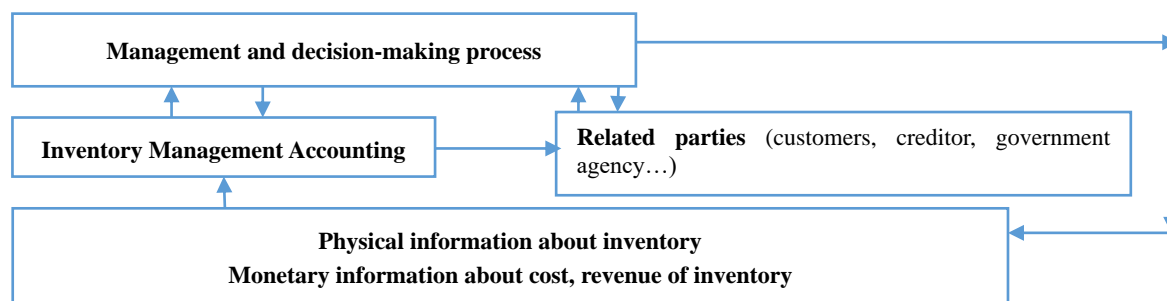 Management and decision-making process
Inventory Management Accounting
Related parties (customers, creditor, government
agency…)
Physical information about inventory
Monetary information about cost, revenue of inventory